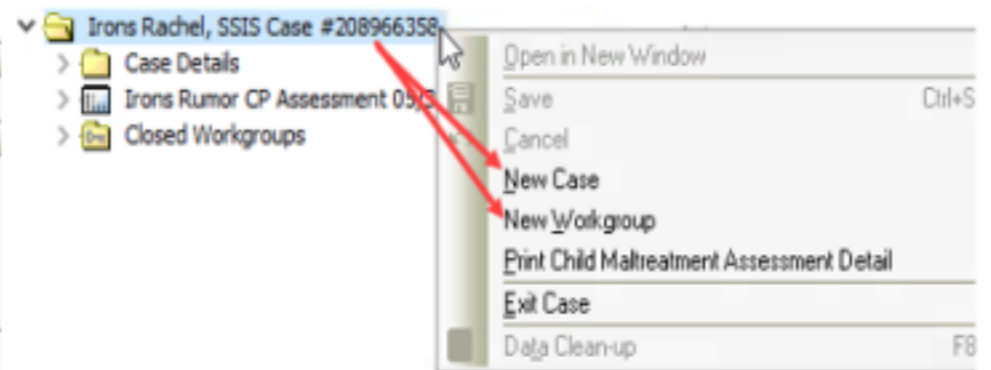 Irons Rachel, SSIS Case #208966358
Case Details
Irons Rumor CP Assessment 05/
Closed Workgroups
Open in New Window
Save Ctrl+S
Cancel
New Case
New Workgroup
Print Child Maltreatment Assessment Detail
Exit Case
Data Clean-up F8